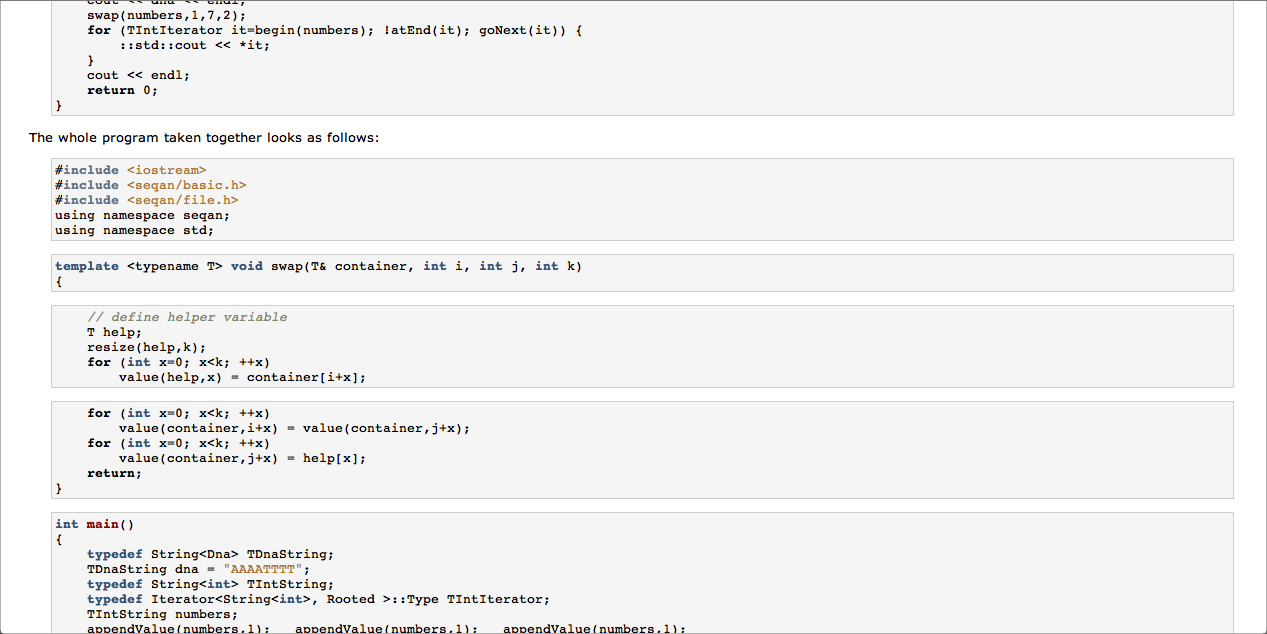 cout << dna << endl;
    swap(numbers,1,7,2);
    for (TIntIterator it=begin(numbers); !atEnd(it); goNext(it)) {
        ::std::cout << *it;
    }
    cout << endl;
    return 0;
}
The whole program taken together looks as follows:
#include <iostream>
#include <seqan/basic.h>
#include <seqan/file.h>
using namespace seqan;
using namespace std;
template <typename T> void swap(T& container, int i, int j, int k)
{
    // define helper variable
    T help;
    resize(help,k);
    for (int x=0; x<k; ++x)
        value(help,x) = container[i+x];
    for (int x=0; x<k; ++x)
        value(container,i+x) = value(container,j+x);
    for (int x=0; x<k; ++x)
        value(container,j+x) = help[x];
    return;
}
int main()
{
    typedef String<Dna> TDnaString;
    TDnaString dna = "AAAATTTT";
    typedef String<int> TIntString;
    typedef Iterator<String<int>, Rooted >::Type TIntIterator;
    TIntString numbers;
    appendValue(numbers,1);   appendValue(numbers,1);   appendValue(numbers,1);